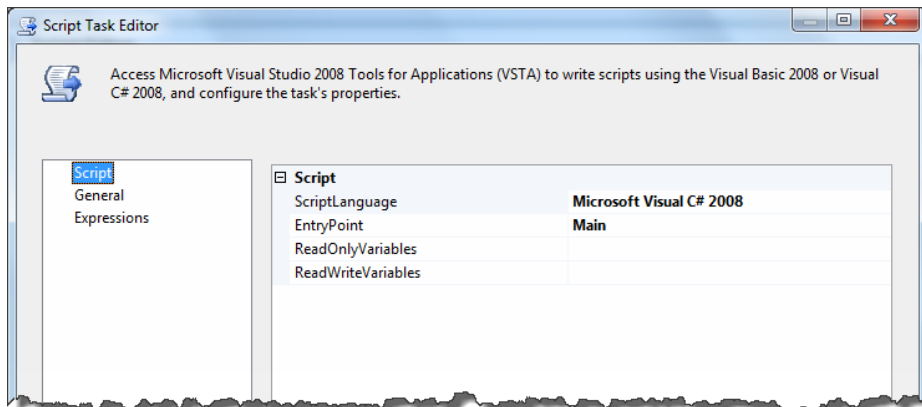 Script Task Editor
Access Microsoft Visual Studio 2008 Tools for Applications (VSTA) to write scripts using the Visual Basic 2008 or Visual
C# 2008, and configure the task's properties.
Script
General
Expressions
Script
ScriptLanguage Microsoft Visual C# 2008
EntryPoint Main
ReadOnlyVariables
ReadWriteVariables